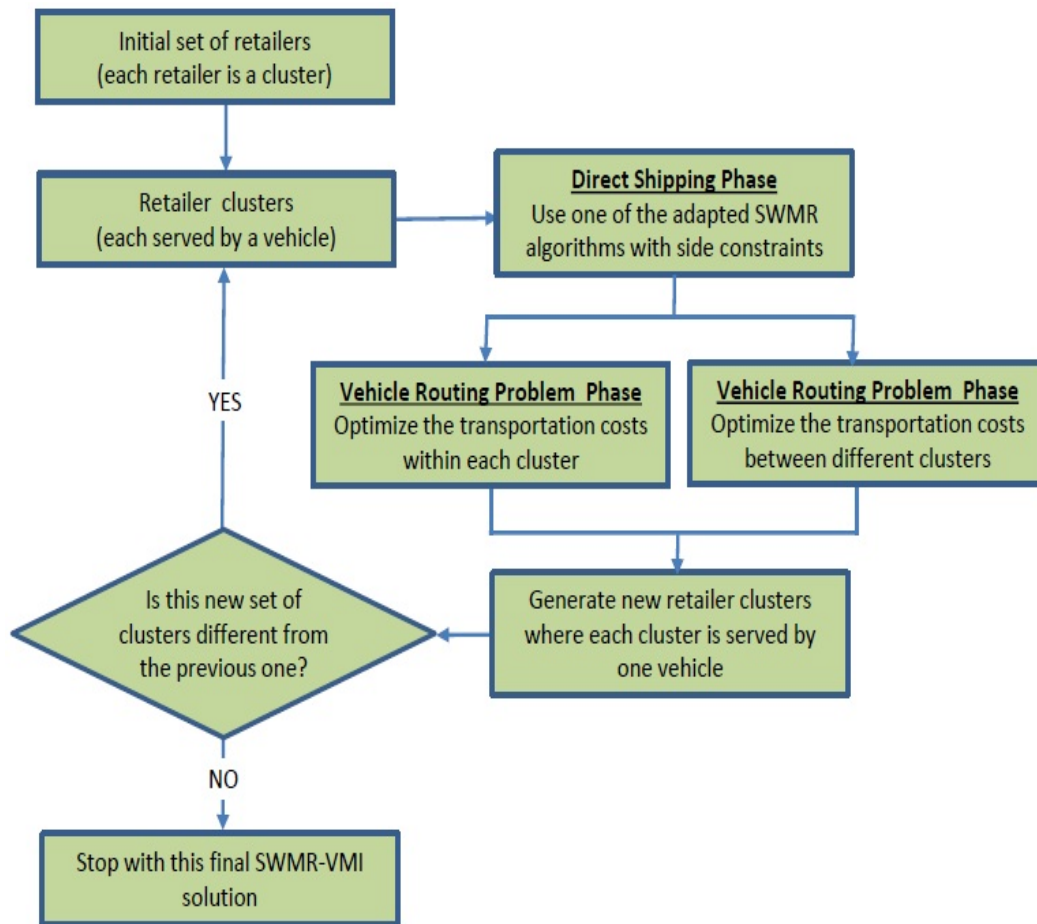 Initial set of retailers
(each retailer is a cluster)
Retailer clusters
(each served by a vehicle)
Direct Shipping Phase
Use one of the adapted SWMR
algorithms with side constraints
Vehicle Routing Problem Phase
Optimize the transportation costs
within each cluster
Vehicle Routing Problem Phase
Optimize the transportation costs
between different clusters
Generate new retailer clusters
where each cluster is served by
one vehicle
Is this new set of
clusters different from
the previous one?
YES
NO
Stop with this final SWMR-VMI
solution